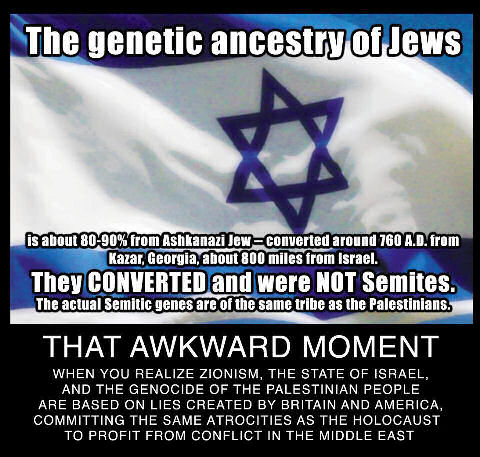 The genetic ancestry of Jews
is about 80-90% from Ashkanazi Jew – converted around 760 A.D. from
Kazar, Georgia, about 800 miles from Israel.
They CONVERTED and were NOT Semites.
The actual Semitic genes are of the same tribe as the Palestinians.
THAT AWKWARD MOMENT
WHEN YOU REALIZE ZIONISM, THE STATE OF ISRAEL,
AND THE GENOCIDE OF THE PALESTINIAN PEOPLE
ARE BASED ON LIES CREATED BY BRITAIN AND AMERICA,
COMMITTING THE SAME ATROCITIES AS THE HOLOCAUST
TO PROFIT FROM CONFLICT IN THE MIDDLE EAST